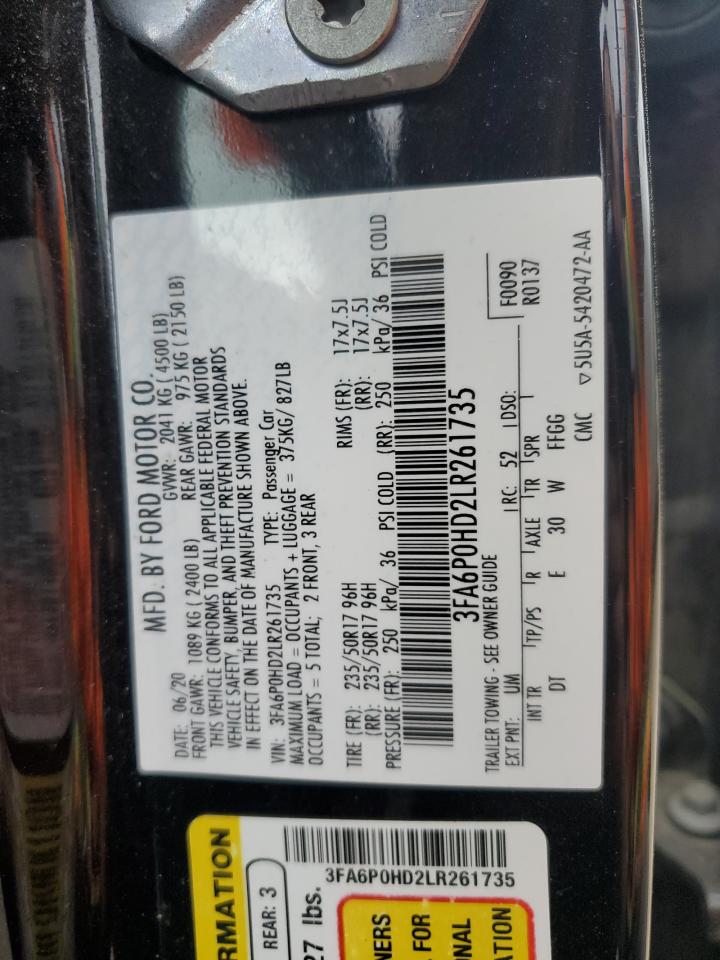 MFD. BY FORD MOTOR CO.
DATE: 06/20 GVWR: 2041 KG ( 4500 LB)
FRONT GAWR: 1089 KG ( 2400 LB) REAR GAWR: 975 KG ( 2150 LB)
THIS VEHICLE CONFORMS TO ALL APPLICABLE FEDERAL MOTOR
VEHICLE SAFETY, BUMPER, AND THEFT PREVENTION STANDARDS
IN EFFECT ON THE DATE OF MANUFACTURE SHOWN ABOVE.
VIN: 3FA6P0HD2LR261735 TYPE: Passenger Car
MAXIMUM LOAD = OCCUPANTS + LUGGAGE = 375KG/ 827LB
OCCUPANTS = 5 TOTAL; 2 FRONT, 3 REAR
TIRE (FR): 235/50R17 96H RIMS (FR): 17x7.5J
(RR): 235/50R17 96H (RR): 17x7.5J
PRESSURE (FR): 250 kPa/ 36 PSI COLD (RR): 250 kPa/ 36 PSI COLD
3FA6P0HD2LR261735
TRAILER TOWING - SEE OWNER GUIDE
EXT PNT: UM RC: 52 DSO: F0090
R0137
INT TR TP/PS R AXLE TR SPR
DT E 30 W FFGG
CMC ▽5U5A-5420472-AA
RMATION
REAR: 3
27 lbs.
3FA6P0HD2LR261735
NERS
FOR
ONAL
ATION